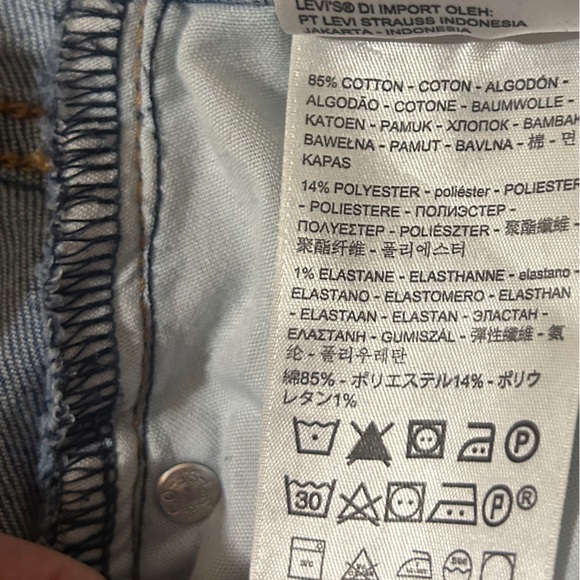 LEVI'S® DI IMPORT OLEH:
PT LEVI STRAUSS INDONESIA
JAKARTA - INDONESIA
85% COTTON - COTON - ALGODÓN -
ALGODÃO - COTONE - BAUMWOLLE -
KATOEN - PAMUK - ХЛОПОК - BAMBAK
BAWEŁNA - PAMUT - BAVLNA - 棉 - 면
KAPAS
14% POLYESTER - poliéster - POLIESTER
- POLIESTERE - ПОЛИЭСТЕР -
ΠΟΛΥΕΣΤΕΡ - POLIÉSZTER - 聚酯纖維 -
聚酯纤维 - 폴리에스터
1% ELASTANE - ELASTHANNE - elastano -
ELASTANO - ELASTOMERO - ELASTHAN
- ELASTAAN - ELASTAN - ЭЛАСТАН -
ΕΛΑΣΤΑΝΗ - GUMISZÁL - 彈性纖維 - 氨
纶 - 폴리우레탄
綿85% - ポリエステル14% - ポリウ
レタン1%
P
30 P®